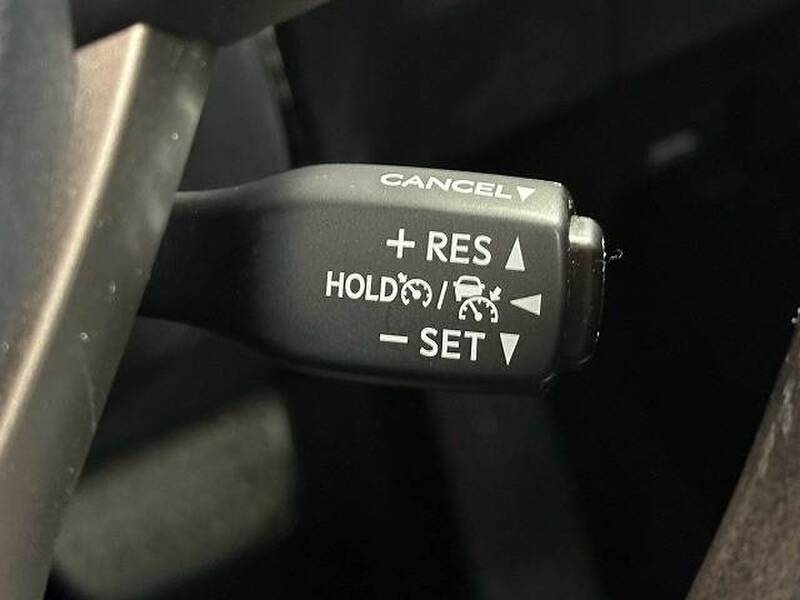 CANCEL
+ RES
HOLD /
- SET